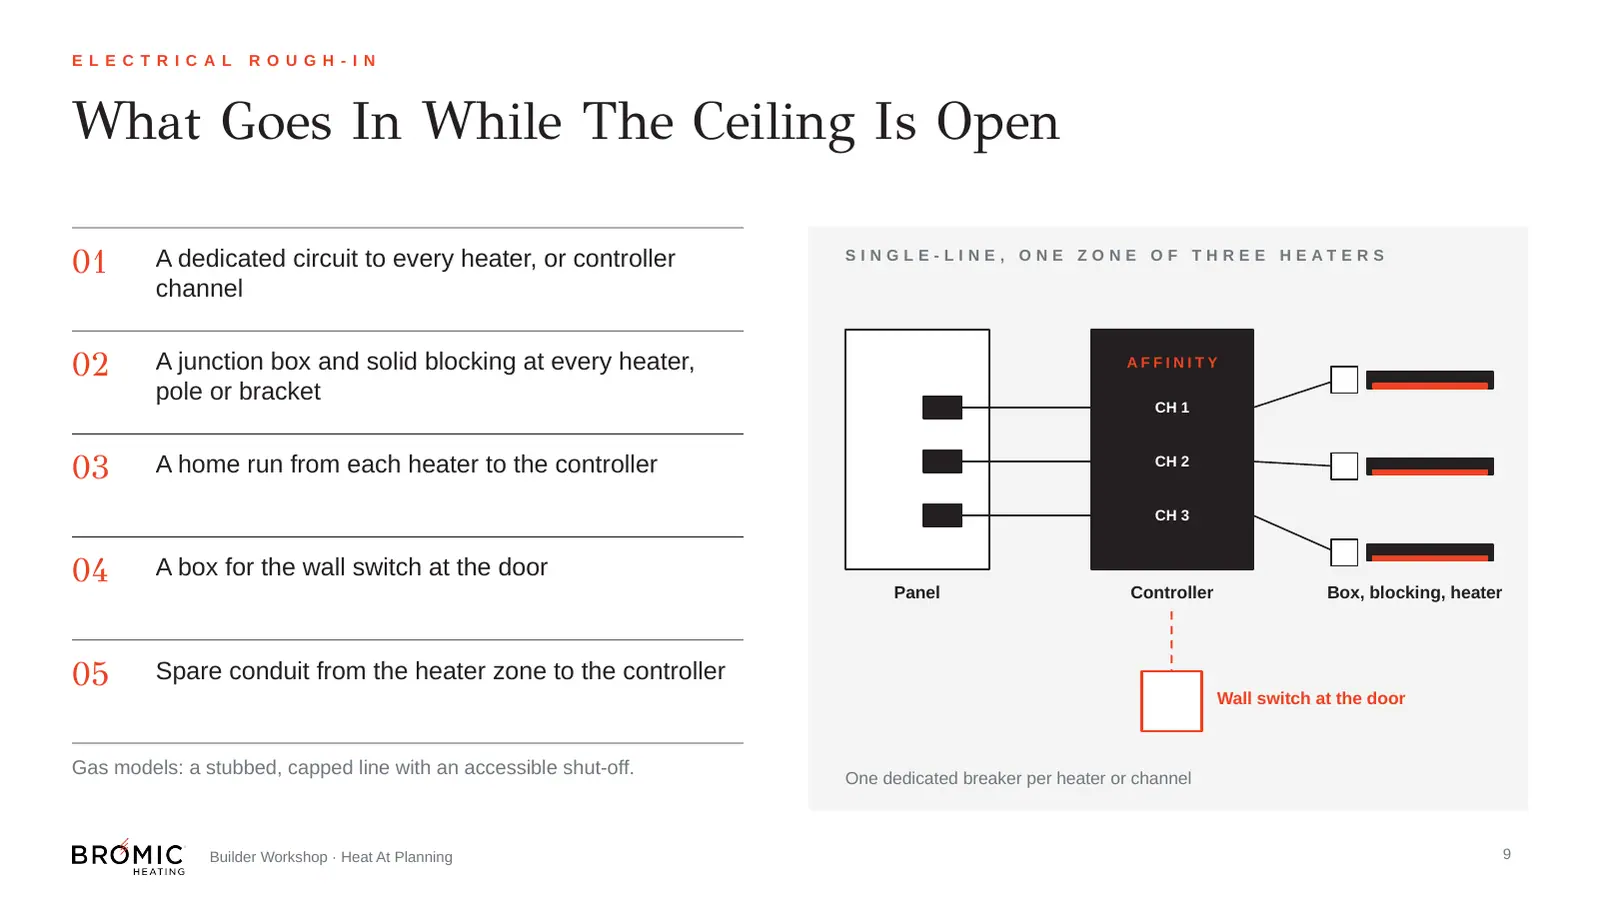 ELECTRICAL ROUGH-IN
What Goes In While The Ceiling Is Open
01 A dedicated circuit to every heater, or controller
channel
02 A junction box and solid blocking at every heater,
pole or bracket
03 A home run from each heater to the controller
04 A box for the wall switch at the door
05 Spare conduit from the heater zone to the controller
Gas models: a stubbed, capped line with an accessible shut-off.
SINGLE-LINE, ONE ZONE OF THREE HEATERS
AFFINITY
CH 1
CH 2
CH 3
Panel
Controller
Box, blocking, heater
Wall switch at the door
One dedicated breaker per heater or channel
BROMIC
HEATING
Builder Workshop · Heat At Planning
9